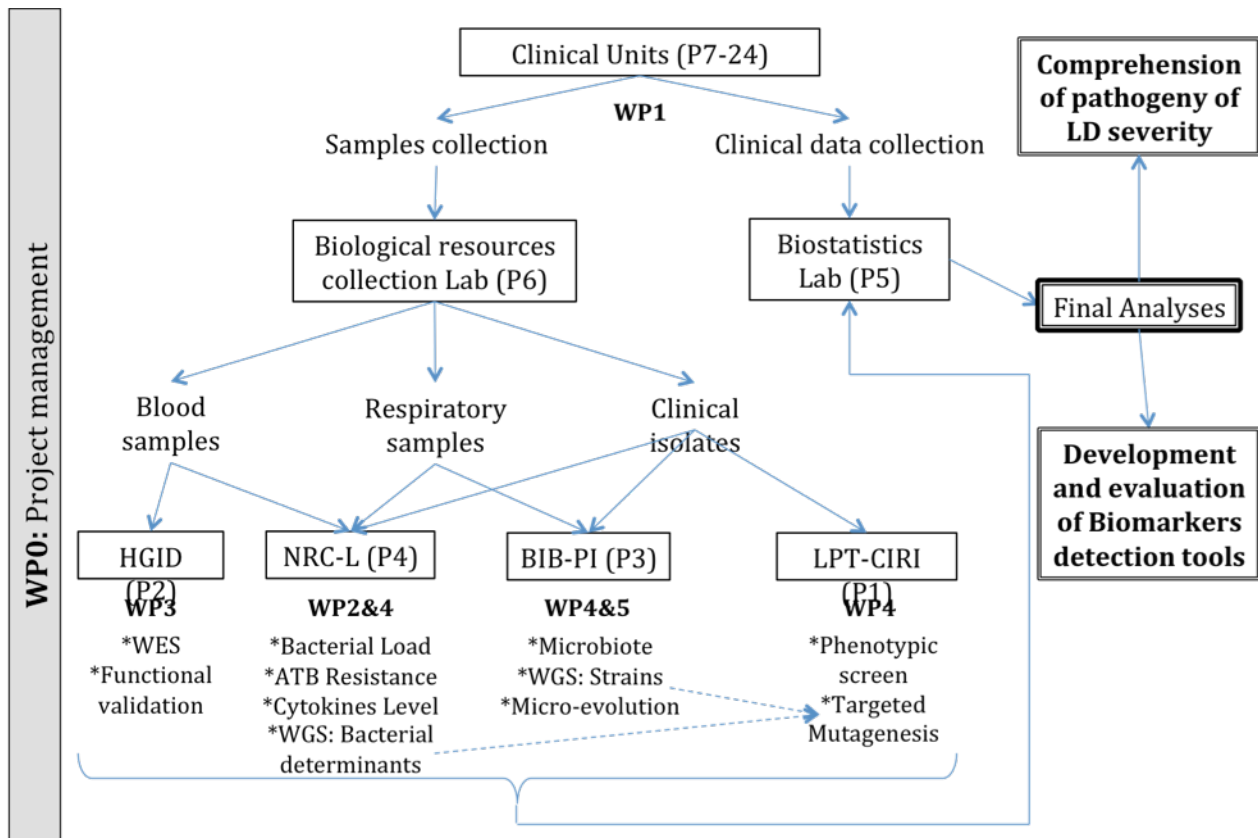 WP0: Project management
Clinical Units (P7-24)
WP1
Samples collection
Clinical data collection
Comprehension
of pathogeny of
LD severity
Biological resources
collection Lab (P6)
Biostatistics
Lab (P5)
Final Analyses
Blood
samples
Respiratory
samples
Clinical
isolates
Development
and evaluation
of Biomarkers
detection tools
HGID
(P2)
WP3
*WES
*Functional
validation
NRC-L (P4)
WP2&4
*Bacterial Load
*ATB Resistance
*Cytokines Level
*WGS: Bacterial
determinants
BIB-PI (P3)
WP4&5
*Microbiote
*WGS: Strains
*Micro-evolution
LPT-CIRI
(P1)
WP4
*Phenotypic
screen
*Targeted
Mutagenesis